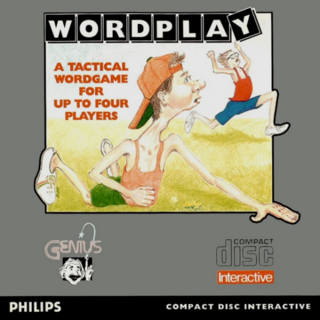 WORDPLAY
A TACTICAL
WORDGAME
FOR
UP TO FOUR
PLAYERS
GENIUS
COMPACT
disc
Interactive
PHILIPS
COMPACT DISC INTERACTIVE